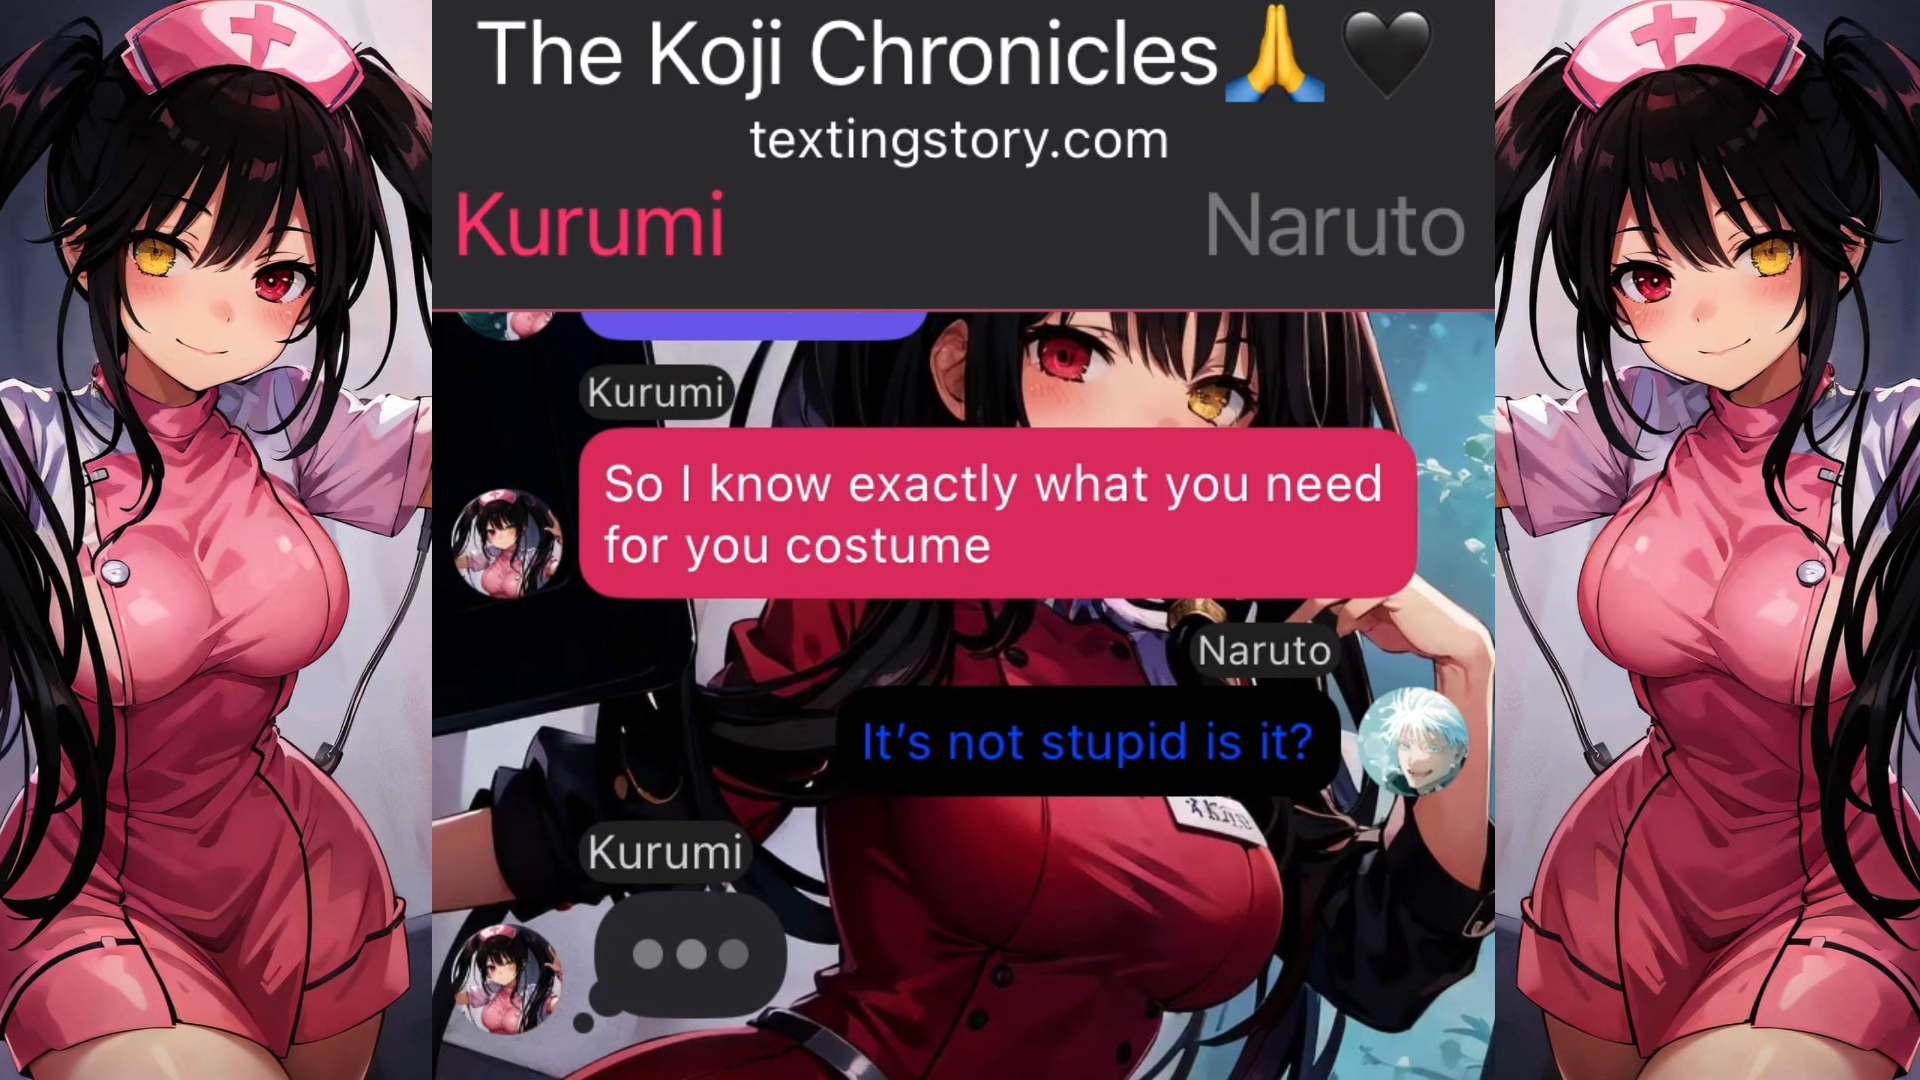 The Koji Chronicles🙏🖤
textingstory.com
Kurumi
Naruto
Kurumi
So I know exactly what you need
for you costume
Naruto
It’s not stupid is it?
Kurumi